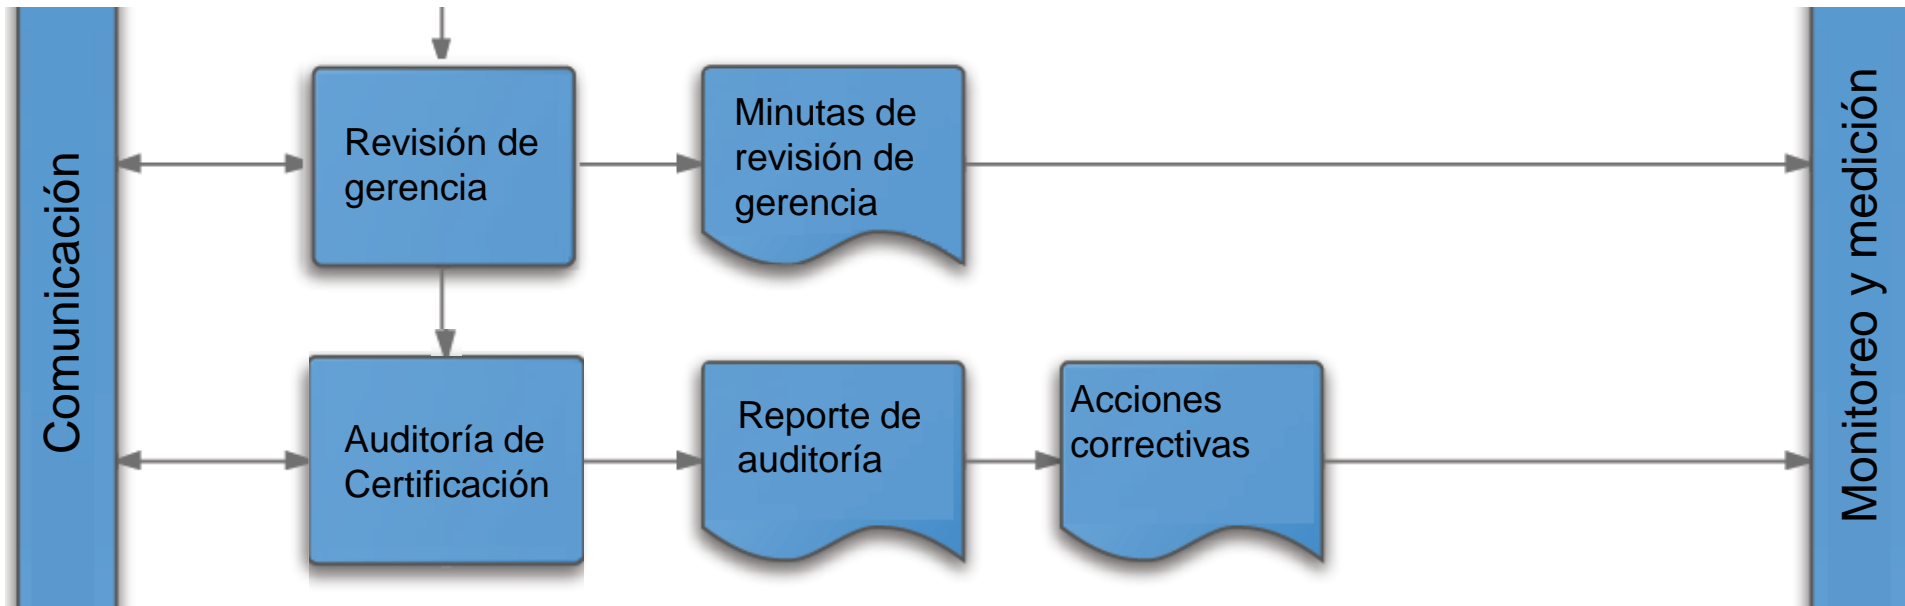 Comunicación
Revisión de
gerencia
Minutas de
revisión de
gerencia
Auditoría de
Certificación
Reporte de
auditoría
Acciones
correctivas
Monitoreo y medición